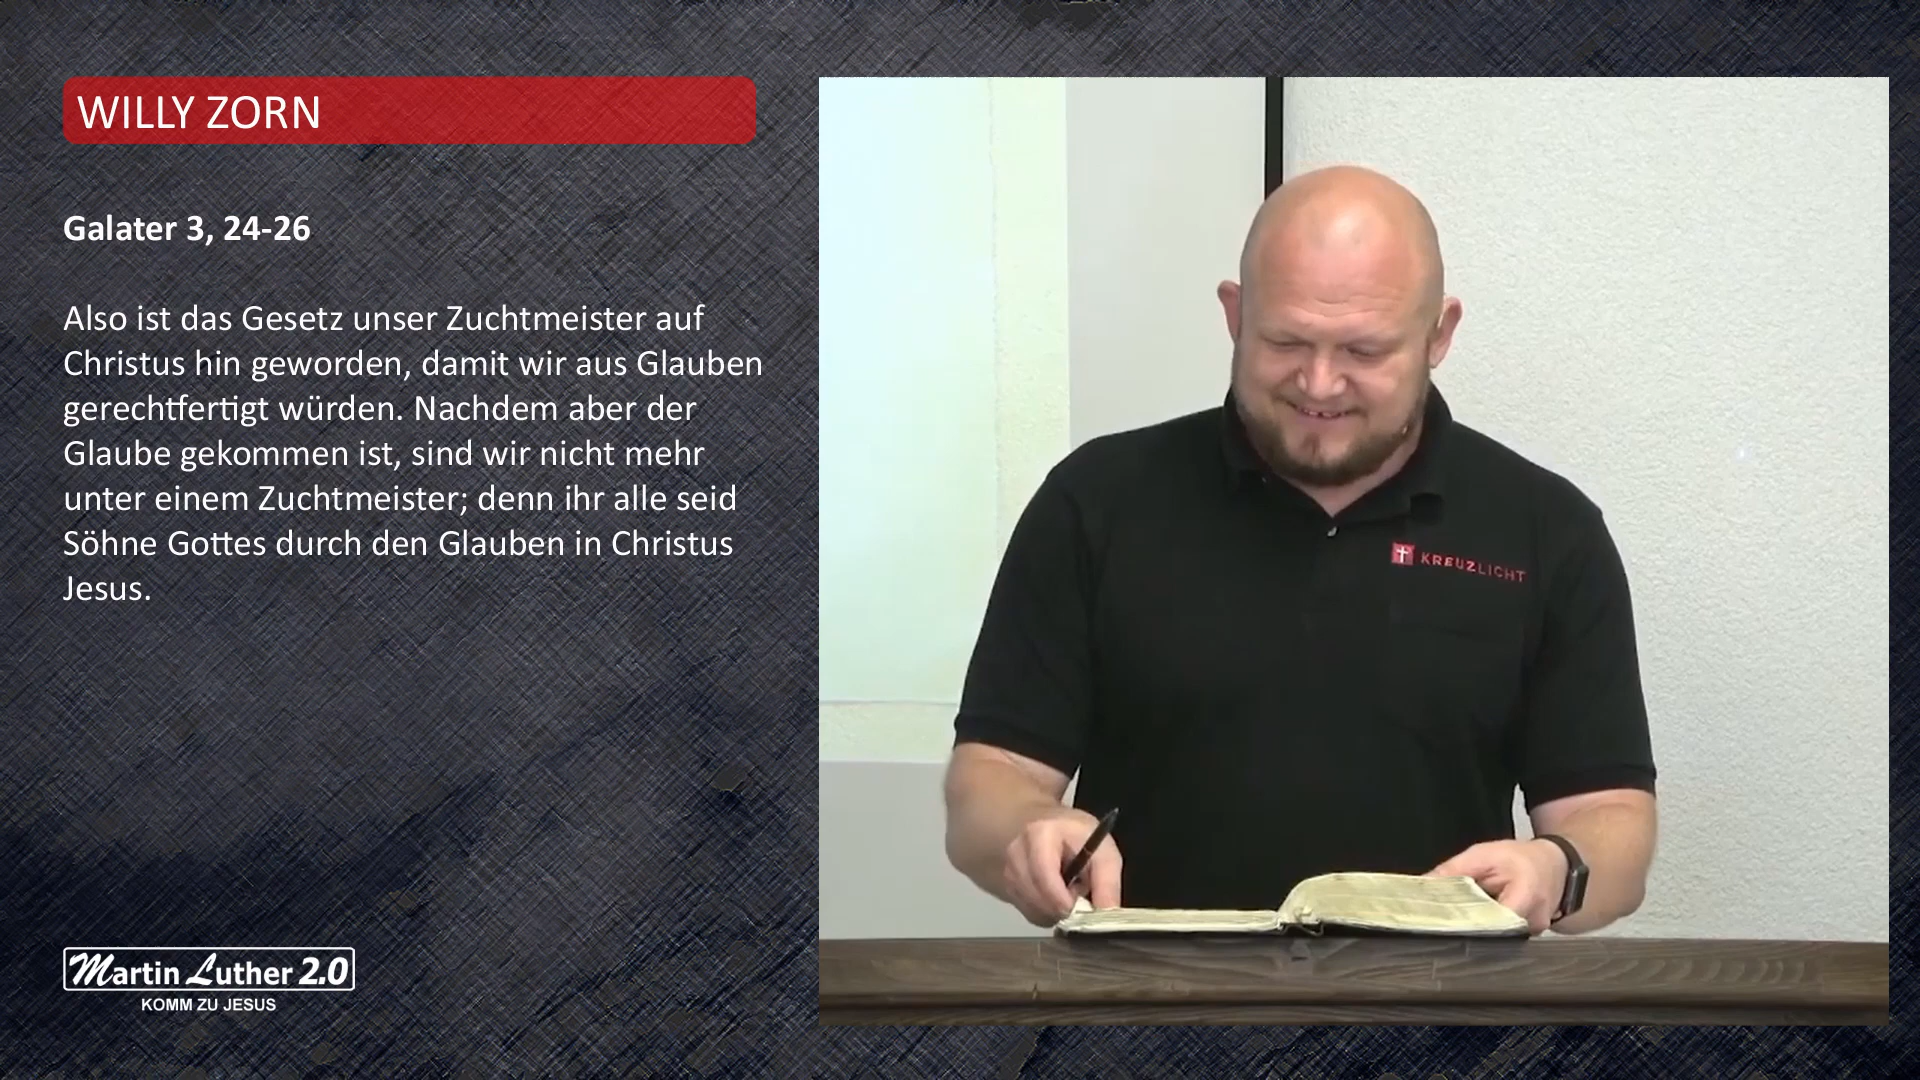 WILLY ZORN
Galater 3, 24-26
Also ist das Gesetz unser Zuchtmeister auf
Christus hin geworden, damit wir aus Glauben
gerechtfertigt würden. Nachdem aber der
Glaube gekommen ist, sind wir nicht mehr
unter einem Zuchtmeister; denn ihr alle seid
Söhne Gottes durch den Glauben in Christus
Jesus.
KREUZLICHT
Martin Luther 2.0
KOMM ZU JESUS